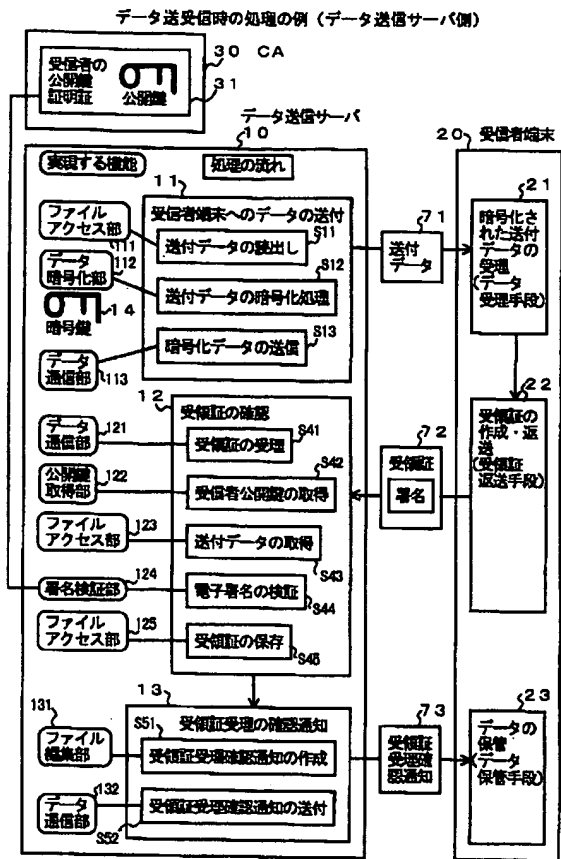 データ送受信時の処理の例(データ送信サーバ側)
30 CA
受信者の
公開鍵
証明証
公開鍵
31
データ送信サーバ
10
実現する機能
処理の流れ
20 受信者端末
11
受信者端末へのデータの送付
ファイル
アクセス部
111
送付データの読出し
S11
データ
暗号化部
112
送付データの暗号化処理
S12
14
暗号鍵
暗号化データの送信
S13
データ
通信部
113
71
送付
データ
21
暗号化さ
れた送付
データの
受理
(データ
受理手段)
12
受領証の確認
データ
通信部
121
受領証の受理
S41
公開鍵
取得部
122
受信者公開鍵の取得
S42
ファイル
アクセス部
123
送付データの取得
S43
署名検証部
124
電子署名の検証
S44
ファイル
アクセス部
125
受領証の保存
S45
72
受領証
署名
22
受領証の
作成・返
送
(受領証
返送手段)
13
受領証受理の確認通知
131
ファイル
編集部
S51
受領証受理確認通知の作成
データ
通信部
132
受領証受理確認通知の送付
S52
73
受領証
受理確
認通知
23
データの
保管
(データ
保管手段)